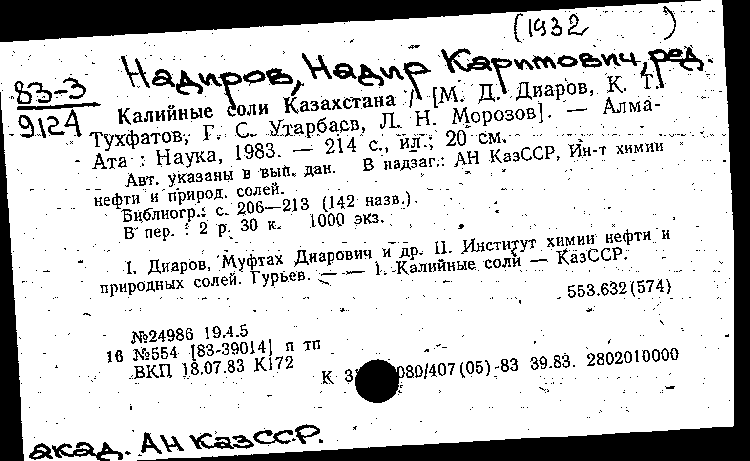 (1932 )
Надиров, Надир Каримович, ред.
83-3
9124
Калийные соли Казахстана / [М. Д. Диаров, К. Т.
Тухфатов, Г. С. Утарбаев, Л. Н. Морозов]. — Алма-
Ата : Наука, 1983. — 214 с., ил.; 20 см.
Авт. указаны в вып. дан. В надзаг.: АН КазССР, Ин-т химии
нефти и природ. солей.
Библиогр.: с. 206—213 (142 назв.).
В пер. : 2 р. 30 к. 1000 экз.
I. Диаров, Муфтах Диарович и др. II. Институт химии нефти и
природных солей. Гурьев. — — 1. Калийные соли — КазССР.
553.632(574)
№24986 19.4.5
16 №554 [83-39014] п тп
ВКП 18.07.83 К172
К 080/407(05)-83 39.83. 2802010000
акад. АН КазССР.